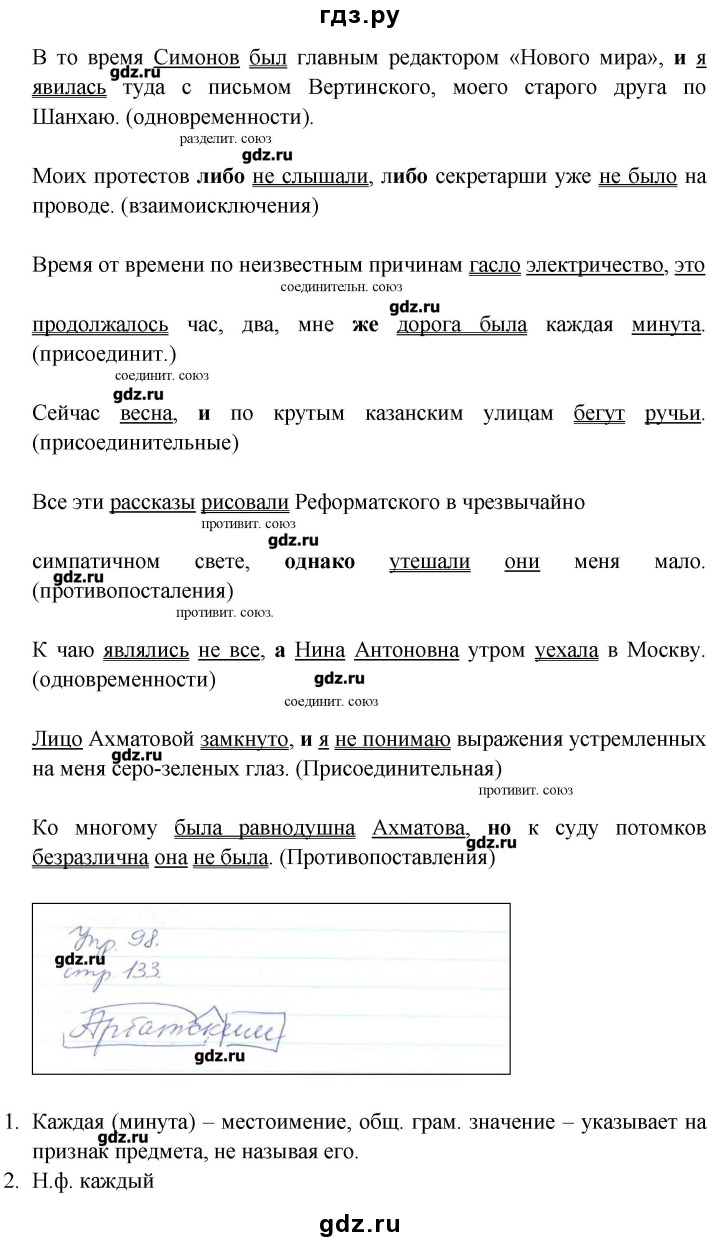 гдз.ру
В то время Симонов был главным редактором «Нового мира», и я
gdz.ru
явилась туда с письмом Вертинского, моего старого друга по
Шанхаю. (одновременности).
разделит. союз
gdz.ru
Моих протестов либо не слышали, либо секретарши уже не было на
проводе. (взаимоисключения)
Время от времени по неизвестным причинам гасло электричество, это
соединительн. союз
gdz.ru
продолжалось час, два, мне же дорога была каждая минута.
(присоединит.)
соединит. союз
gdz.ru
Сейчас весна, и по крутым казанским улицам бегут ручьи.
(присоединительные)
Все эти рассказы рисовали Реформатского в чрезвычайно
противит. союз
gdz.ru
симпатичном свете, однако утешали они меня мало.
gdz.ru
(противопосталения)
противит. союз.
К чаю являлись не все, а Нина Антоновна утром уехала в Москву.
(одновременности)
gdz.ru
соединит. союз
Лицо Ахматовой замкнуто, и я не понимаю выражения устремленных
на меня серо-зеленых глаз. (Присоединительная)
gdz.ru
противит. союз
Ко многому была равнодушна Ахматова, но к суду потомков
gdz.ru
безразлична она не была. (Противопоставления)
Упр. 98.
gdz.ru
стр 133
Арбатский
gdz.ru
1. Каждая (минута) – местоимение, общ. грам. значение – указывает на
gdz.ru
признак предмета, не называя его.
2. Н.ф. каждый
gdz.ru